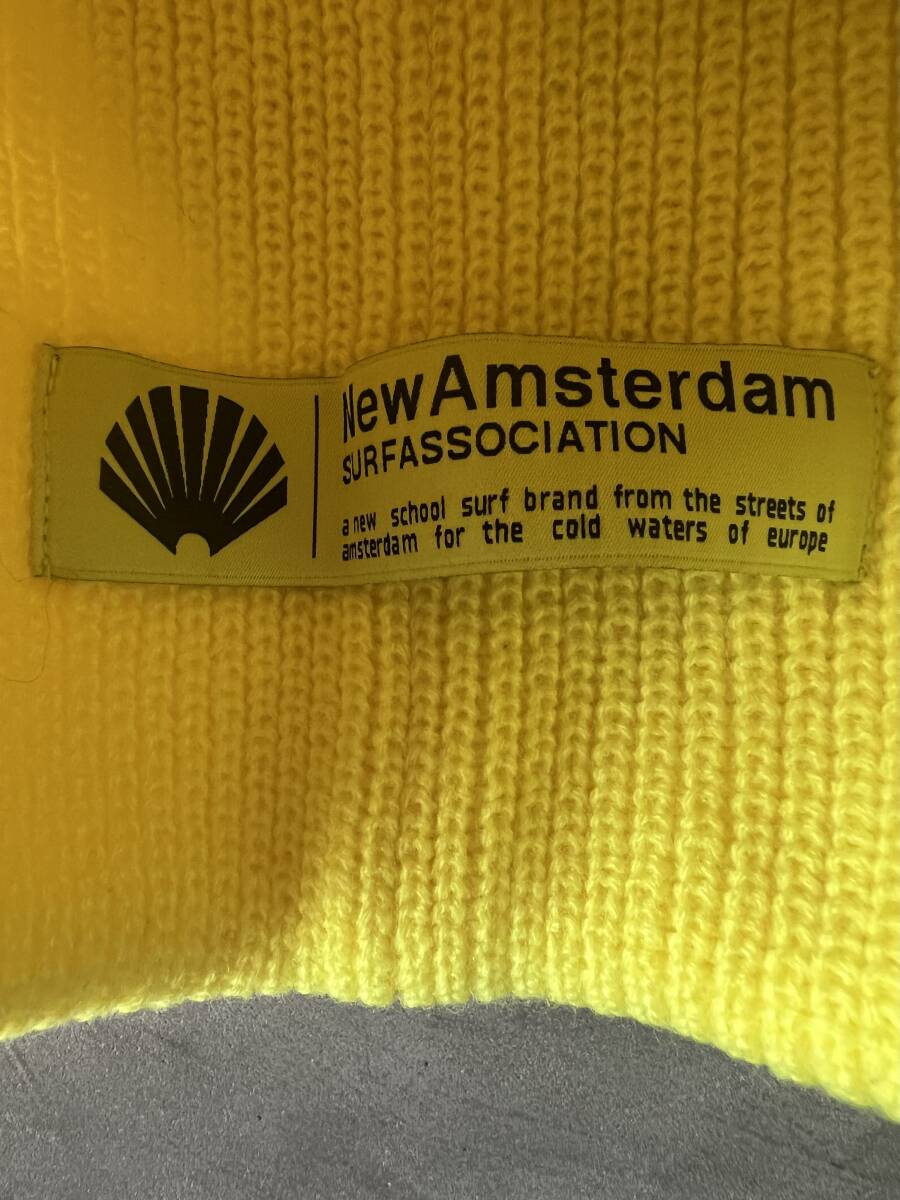 NewAmsterdam
SURFASSOCIATION
a new school surf brand from the streets of
amsterdam for the cold waters of europe